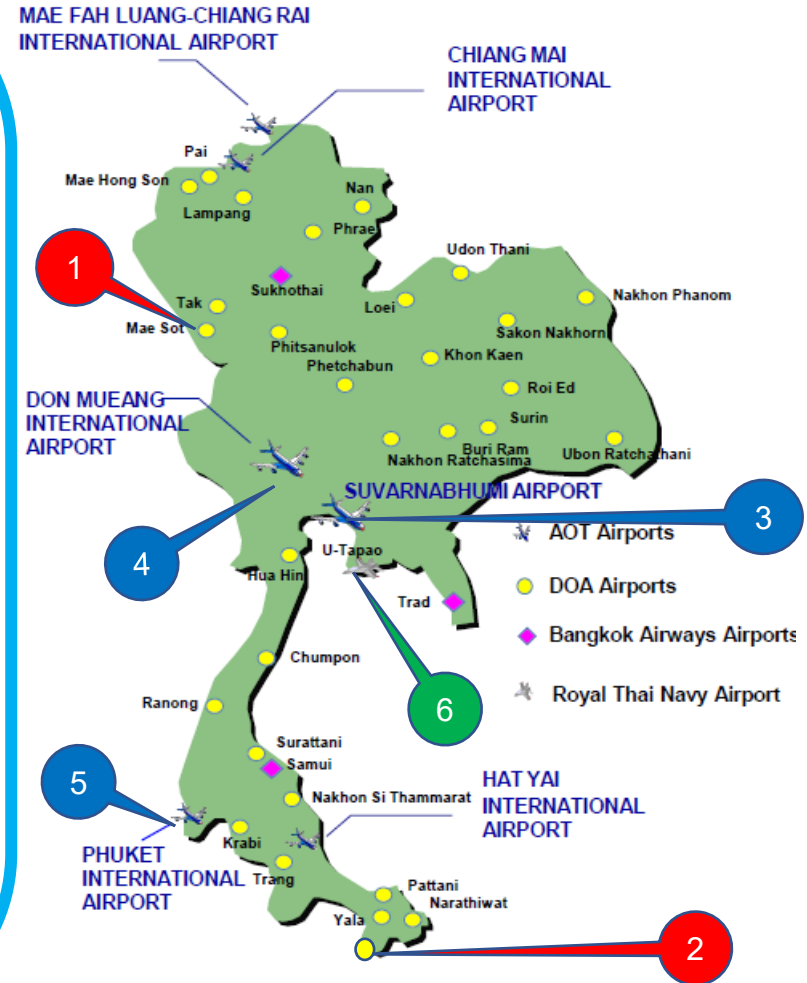 MAE FAH LUANG-CHIANG RAI
INTERNATIONAL AIRPORT
CHIANG MAI
INTERNATIONAL
AIRPORT
Pai
Mae Hong Son
Lampang
Nan
Phrae
Udon Thani
1
Sukhothai
Loei
Nakhon Phanom
Tak
Mae Sot
Sakon Nakhorn
Phitsanulok
Khon Kaen
Phetchabun
Roi Ed
DON MUEANG
INTERNATIONAL
AIRPORT
Surin
Buri Ram
Nakhon Ratchasima
Ubon Ratchathani
SUVARNABHUMI AIRPORT
3
4
U-Tapao
AOT Airports
Hua Hin
DOA Airports
Trad
Bangkok Airways Airports
Chumpon
6
Royal Thai Navy Airport
Ranong
Surattani
Samui
5
Nakhon Si Thammarat
HAT YAI
INTERNATIONAL
AIRPORT
Krabi
PHUKET
INTERNATIONAL
AIRPORT
Trang
Pattani
Narathiwat
Yala
2